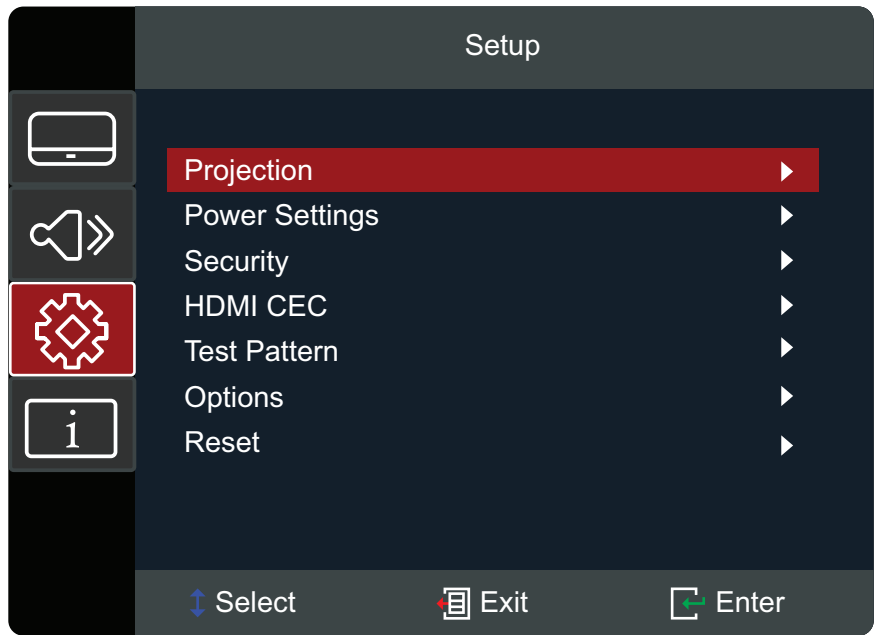 Setup
Projection
Power Settings
Security
HDMI CEC
Test Pattern
Options
Reset
i
Select Exit Enter